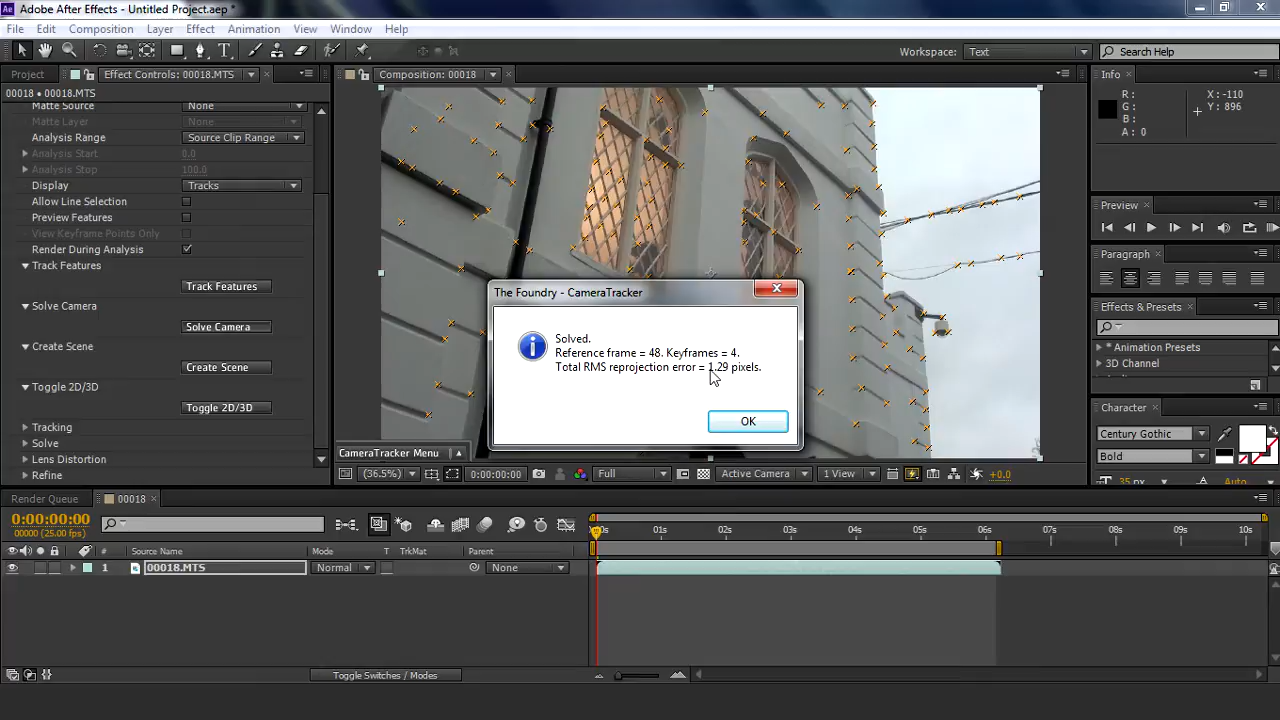 Adobe After Effects - Untitled Project.aep *
File Edit Composition Layer Effect Animation View Window Help
Workspace: Text Search Help
Project Effect Controls: 00018.MTS Composition: 00018 Info
00018 • 00018.MTS
Matte Source None
Matte Layer None
Analysis Range Source Clip Range
Analysis Start 0.0
Analysis Stop 100.0
Display Tracks
Allow Line Selection
Preview Features
View Keyframe Points Only
Render During Analysis
Track Features
Track Features
Solve Camera
Solve Camera
Create Scene
Create Scene
Toggle 2D/3D
Toggle 2D/3D
Tracking
Solve
Lens Distortion
Refine
The Foundry - CameraTracker
Solved.
Reference frame = 48. Keyframes = 4.
Total RMS reprojection error = 1.29 pixels.
OK
CameraTracker Menu
(36.5%) 0:00:00:00 Full Active Camera 1 View +0.0
R: X: -110
G: Y: 896
B:
A: 0
Preview
Paragraph
Effects & Presets
* Animation Presets
3D Channel
Character
Century Gothic
Bold
35 px Auto
Render Queue 00018
0:00:00:00
00000 (25.00 fps)
01s 02s 03s 04s 05s 06s 07s 08s 09s 10s
# Source Name Mode T TrkMat Parent
1 00018.MTS Normal None
Toggle Switches / Modes